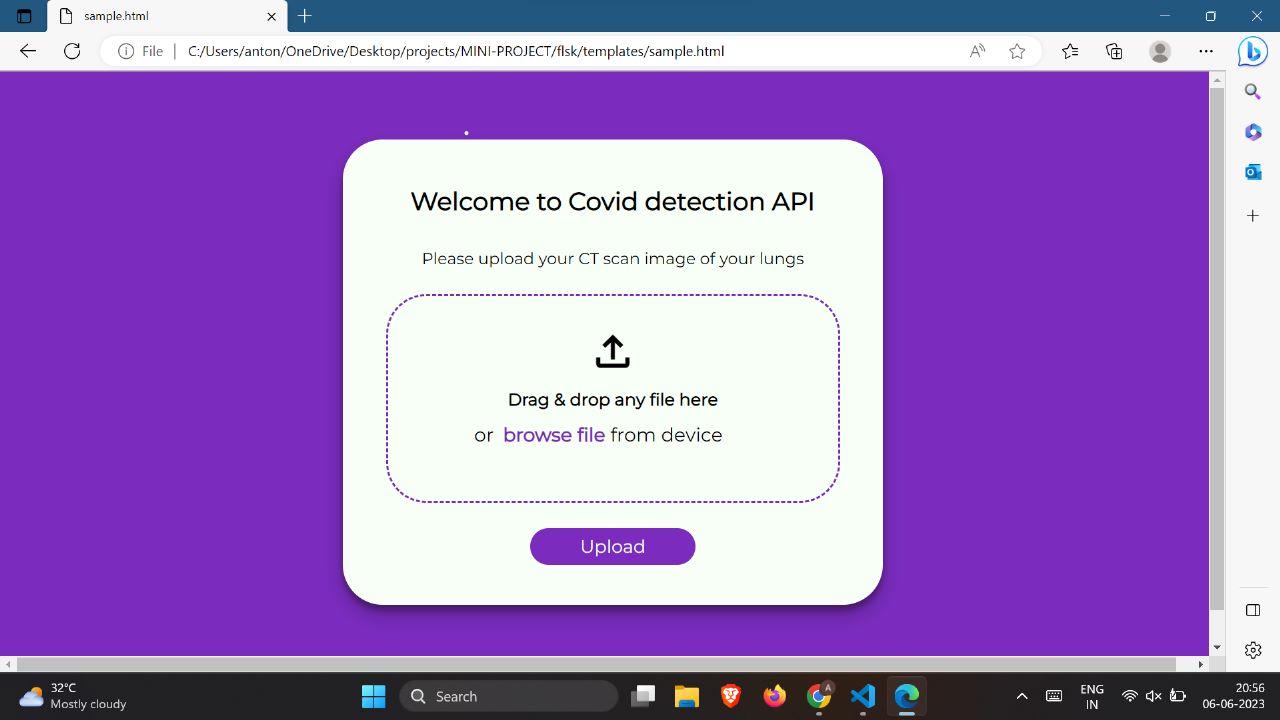 sample.html
File
C:/Users/anton/OneDrive/Desktop/projects/MINI-PROJECT/flsk/templates/sample.html
Welcome to Covid detection API
Please upload your CT scan image of your lungs
Drag & drop any file here
or browse file from device
Upload
32°C
Mostly cloudy
Search
A
ENG
IN
20:56
06-06-2023